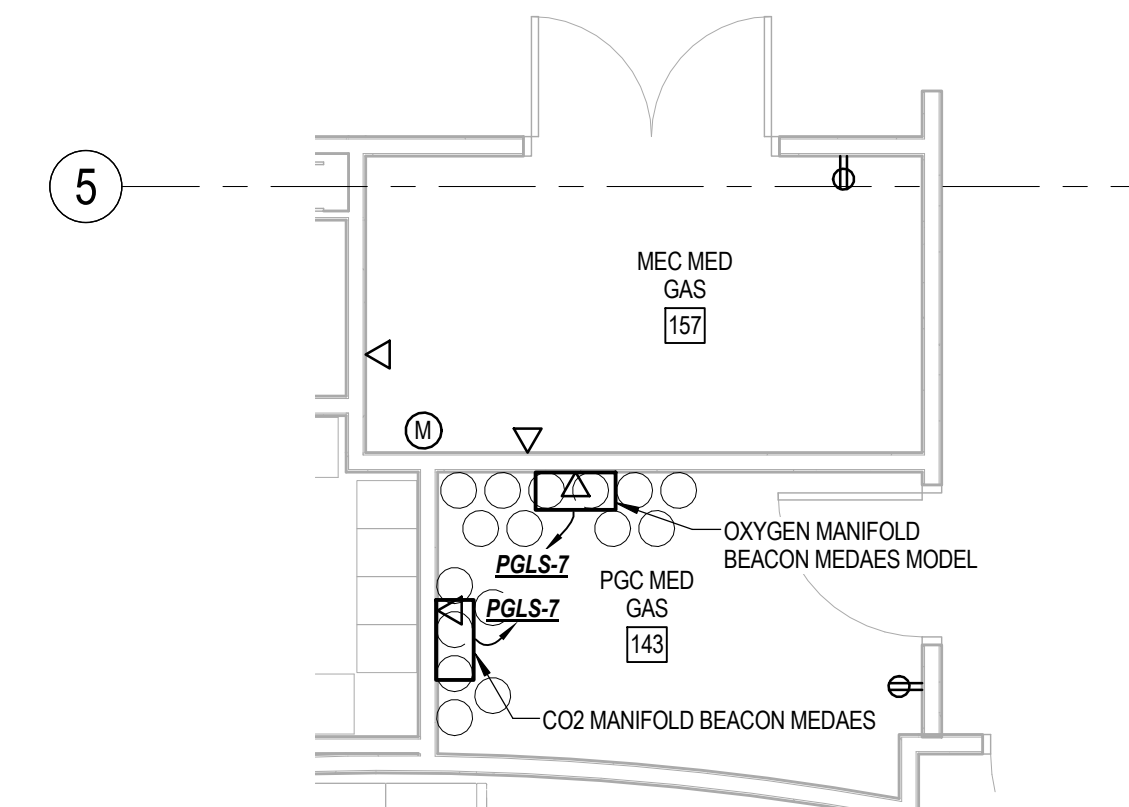 5
MEC MED
GAS
157
M
OXYGEN MANIFOLD
BEACON MEDAES MODEL
PGLS-7
PGC MED
GAS
143
PGLS-7
CO2 MANIFOLD BEACON MEDAES